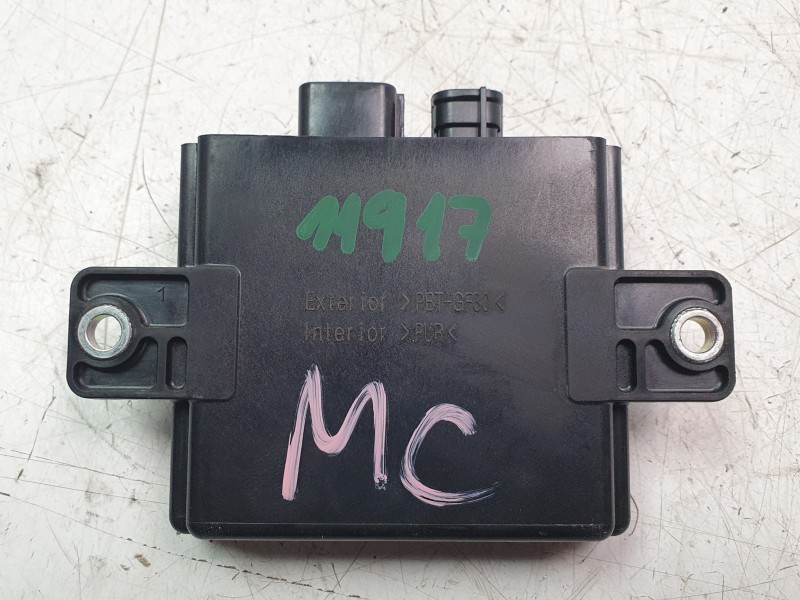 11917
1
Exterior >PBT-GF30<
Interior >PUR<
MC